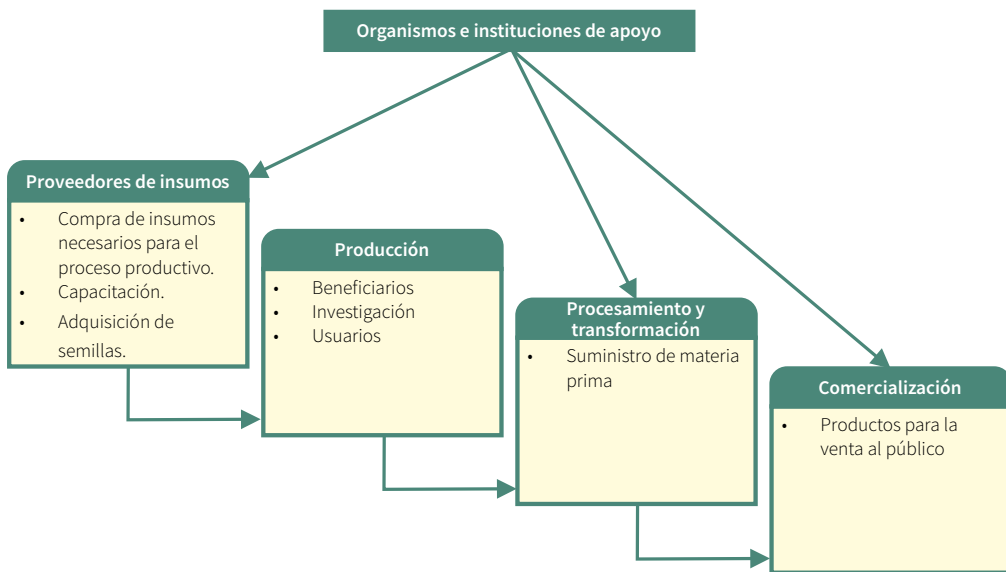 Organismos e instituciones de apoyo
Proveedores de insumos
• Compra de insumos
necesarios para el
proceso productivo.
• Capacitación.
• Adquisición de
semillas.
Producción
• Beneficiarios
• Investigación
• Usuarios
Procesamiento y
transformación
• Suministro de materia
prima
Comercialización
• Productos para la
venta al público